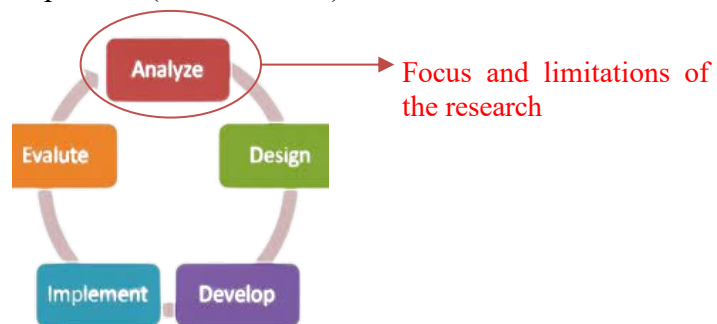 Analyze
Focus and limitations of
the research
Evalute
Design
Implement
Develop